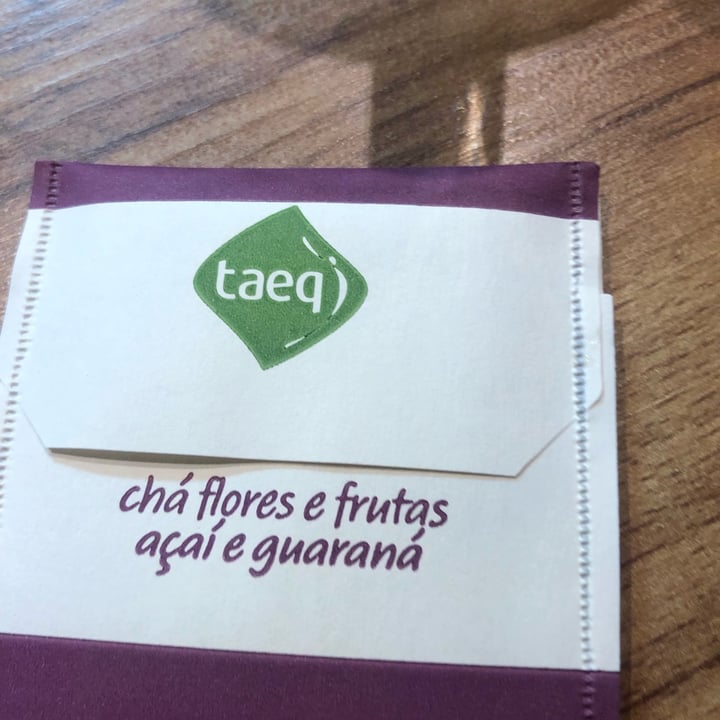 taeq
chá flores e frutas
açaí e guaraná